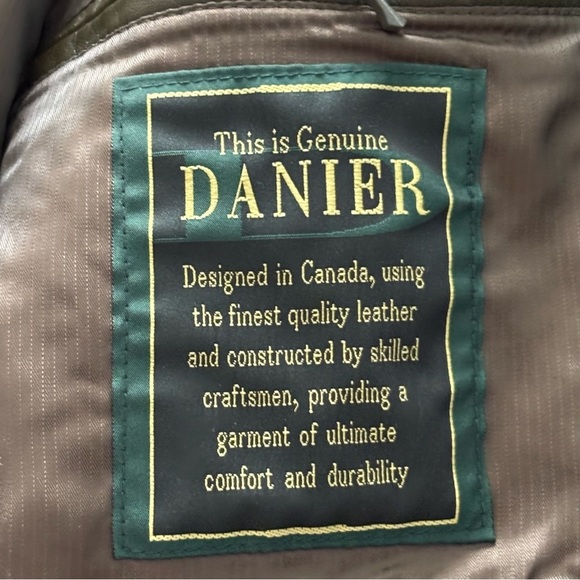 This is Genuine
DANIER
Designed in Canada, using
the finest quality leather
and constructed by skilled
craftsmen, providing a
garment of ultimate
comfort and durability